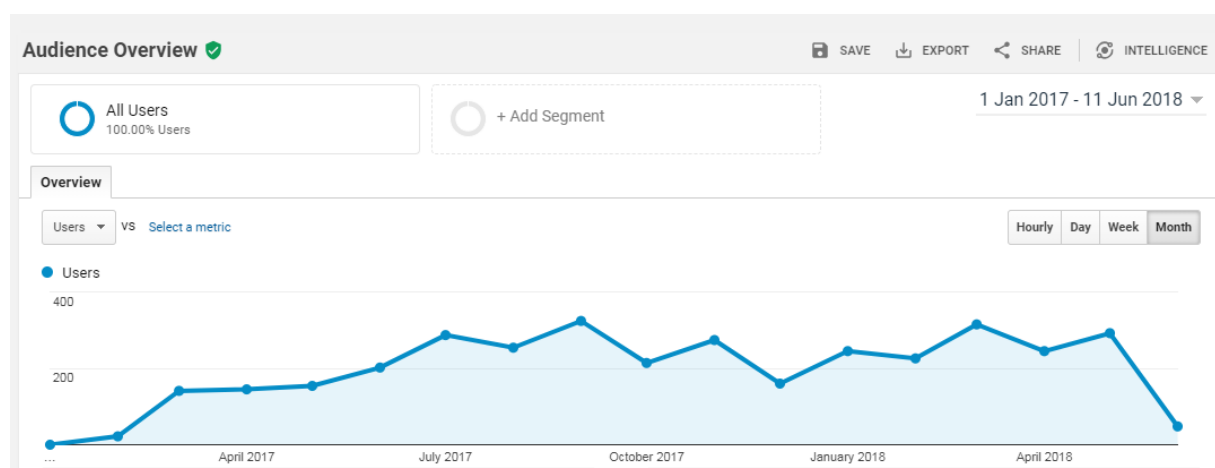 Audience Overview
SAVE EXPORT SHARE INTELLIGENCE
All Users
100.00% Users
+ Add Segment
1 Jan 2017 - 11 Jun 2018
Overview
Users VS Select a metric
Hourly Day Week Month
Users
400
200
... April 2017 July 2017 October 2017 January 2018 April 2018